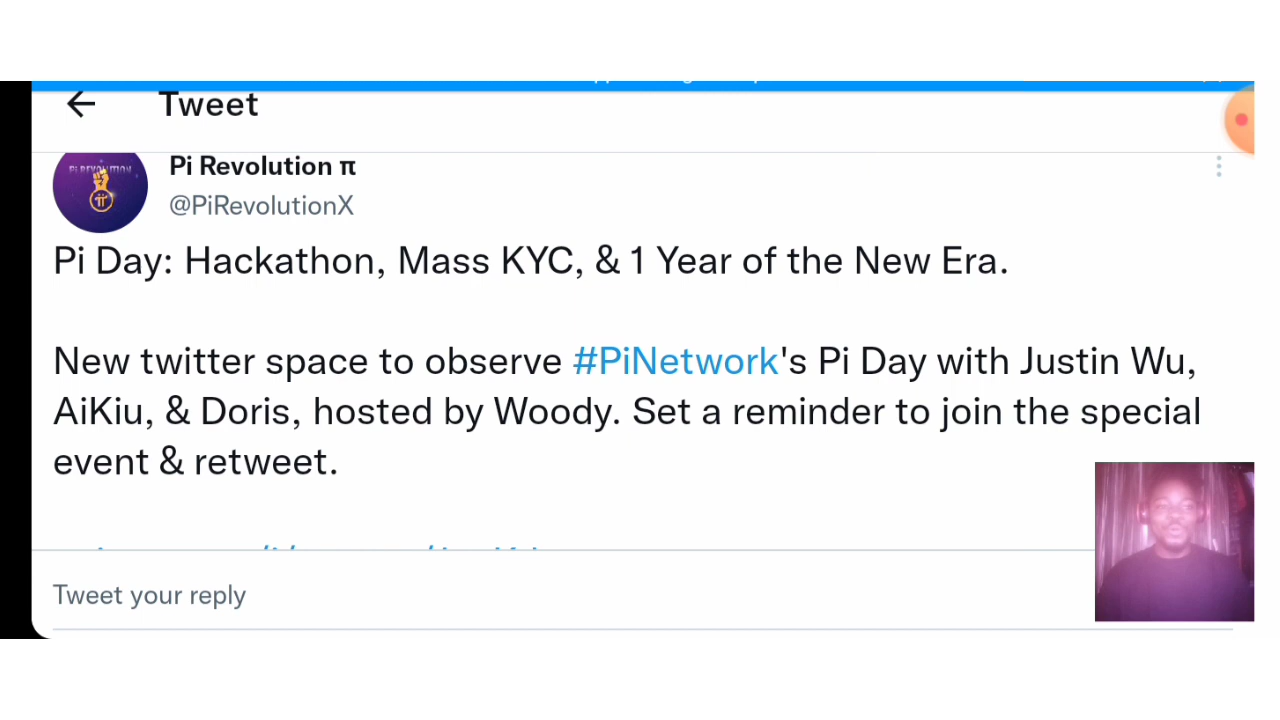 Tweet
Pi Revolution π
@PiRevolutionX
Pi Day: Hackathon, Mass KYC, & 1 Year of the New Era.
New twitter space to observe #PiNetwork's Pi Day with Justin Wu,
AiKiu, & Doris, hosted by Woody. Set a reminder to join the special
event & retweet.
Tweet your reply